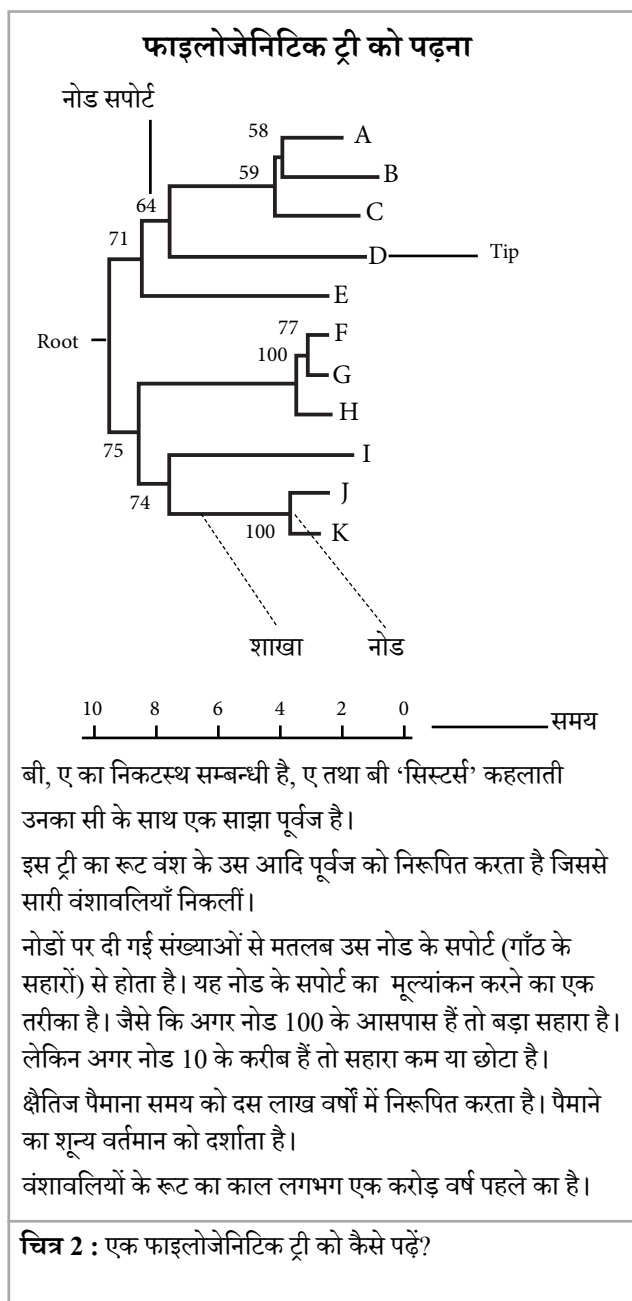 फाइलोजेनिटिक ट्री को पढ़ना
नोड सपोर्ट
58
A
59
B
64
C
71
D
Tip
E
Root
77
F
100
G
H
75
I
74
J
100
K
शाखा
नोड
10 8 6 4 2 0
समय
बी, ए का निकटस्थ सम्बन्धी है, ए तथा बी ‘सिस्टर्स’ कहलाती
उनका सी के साथ एक साझा पूर्वज है।
इस ट्री का रूट वंश के उस आदि पूर्वज को निरूपित करता है जिससे
सारी वंशावलियाँ निकलीं।
नोडों पर दी गई संख्याओं से मतलब उस नोड के सपोर्ट (गाँठ के
सहारों) से होता है। यह नोड के सपोर्ट का मूल्यांकन करने का एक
तरीका है। जैसे कि अगर नोड 100 के आसपास हैं तो बड़ा सहारा है।
लेकिन अगर नोड 10 के करीब हैं तो सहारा कम या छोटा है।
क्षैतिज पैमाना समय को दस लाख वर्षों में निरूपित करता है। पैमाने
का शून्य वर्तमान को दर्शाता है।
वंशावलियों के रूट का काल लगभग एक करोड़ वर्ष पहले का है।
चित्र 2 : एक फाइलोजेनिटिक ट्री को कैसे पढ़ें?